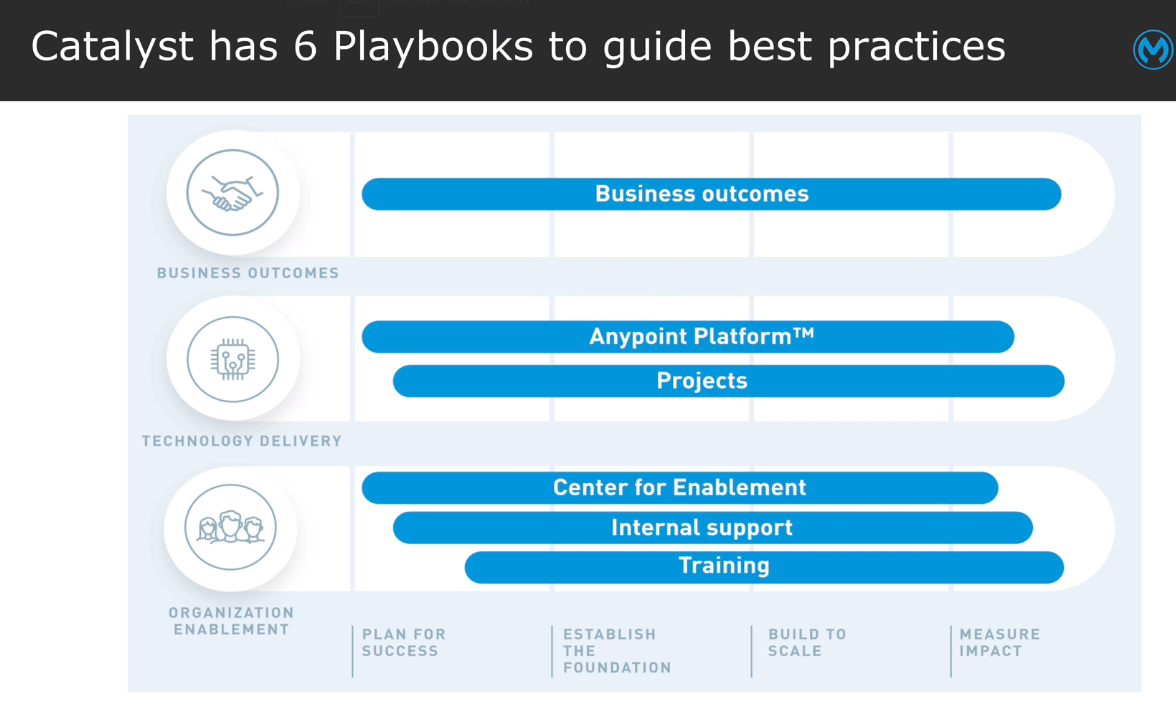 Catalyst has 6 Playbooks to guide best practices
Business outcomes
BUSINESS OUTCOMES
Anypoint Platform™
Projects
TECHNOLOGY DELIVERY
Center for Enablement
Internal support
Training
ORGANIZATION
ENABLEMENT
PLAN FOR
SUCCESS
ESTABLISH
THE
FOUNDATION
BUILD TO
SCALE
MEASURE
IMPACT